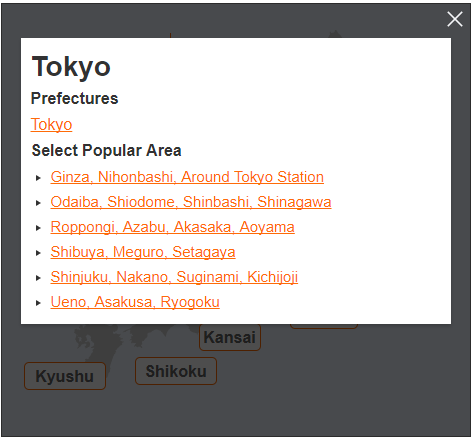 Tokyo
Prefectures
Tokyo
Select Popular Area
Ginza, Nihonbashi, Around Tokyo Station
Odaiba, Shiodome, Shinbashi, Shinagawa
Roppongi, Azabu, Akasaka, Aoyama
Shibuya, Meguro, Setagaya
Shinjuku, Nakano, Suginami, Kichijoji
Ueno, Asakusa, Ryogoku
Kansai
Shikoku
Kyushu